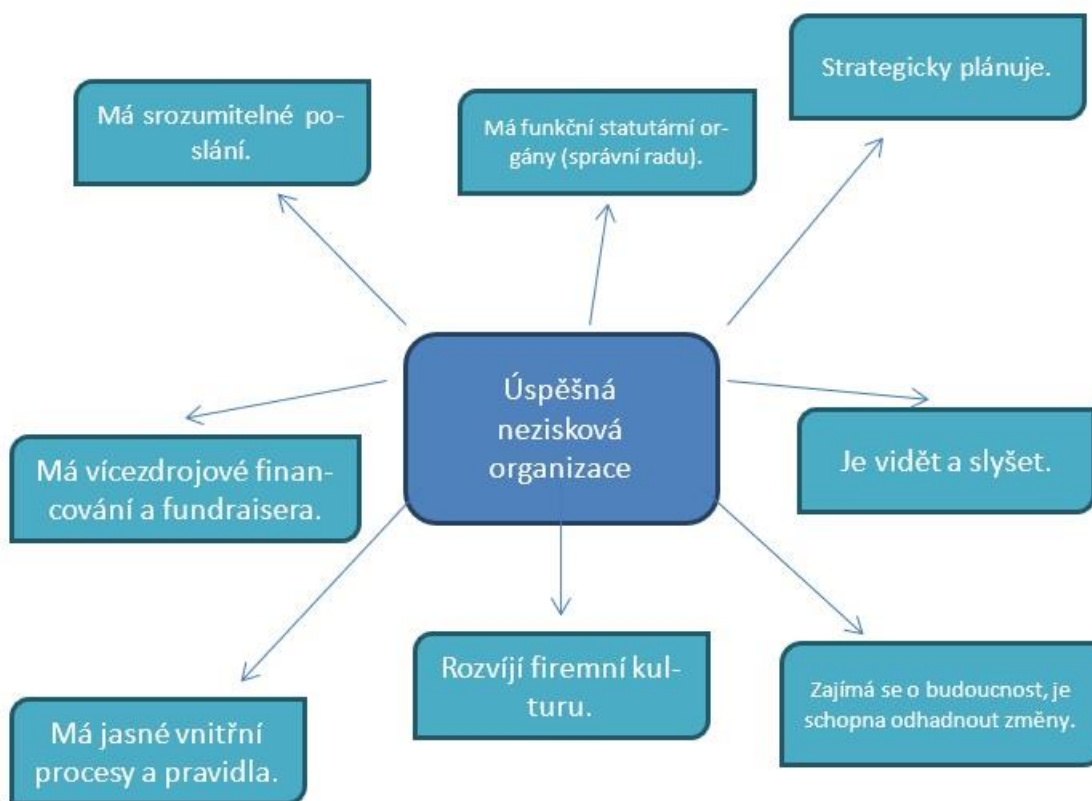 Strategicky plánuje.
Má srozumitelné po-
slání.
Má funkční statutární or-
gány (správní radu).
Úspěšná
nezisková
organizace
Má vícezdrojové finan-
cování a fundraisera.
Je vidět a slyšet.
Má jasné vnitřní
procesy a pravidla.
Rozvíjí firemní kul-
turu.
Zajímá se o budoucnost, je
schopna odhadnout změny.